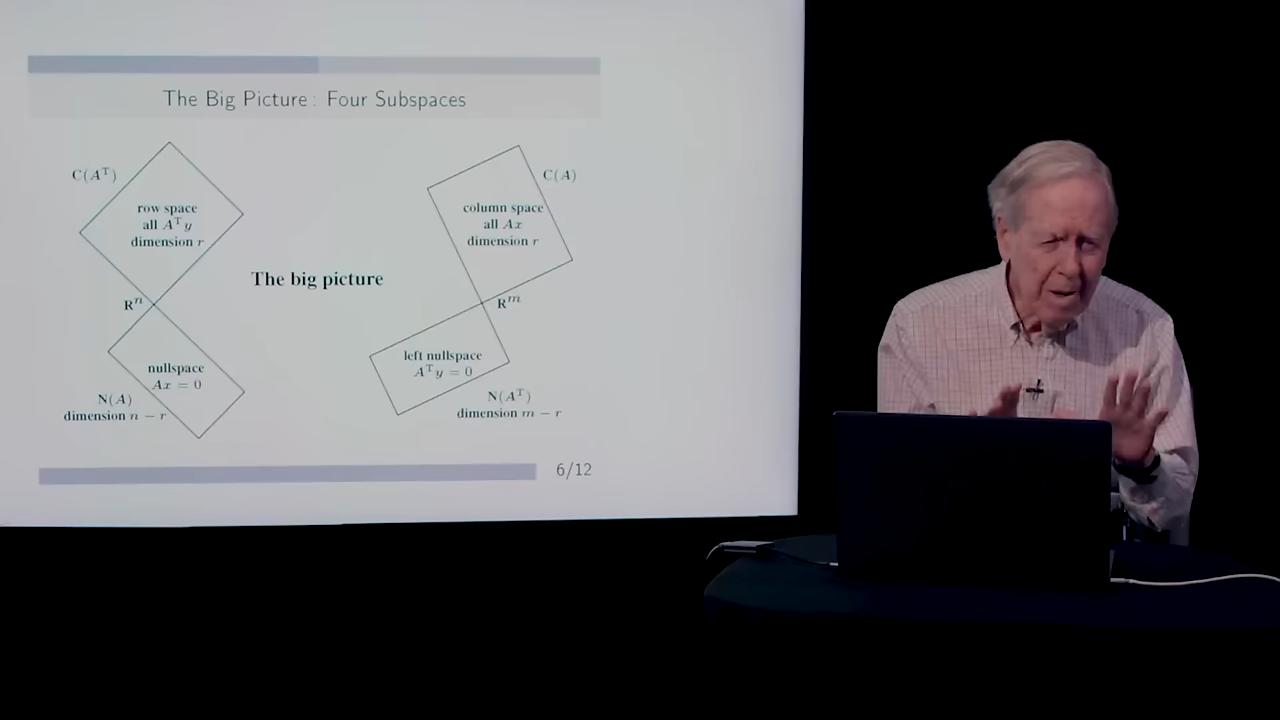 The Big Picture : Four Subspaces
C(Aᵀ)
row space
all Aᵀy
dimension r
Rⁿ
nullspace
Ax = 0
N(A)
dimension n − r
The big picture
C(A)
column space
all Ax
dimension r
Rᵐ
left nullspace
Aᵀy = 0
N(Aᵀ)
dimension m − r
6/12